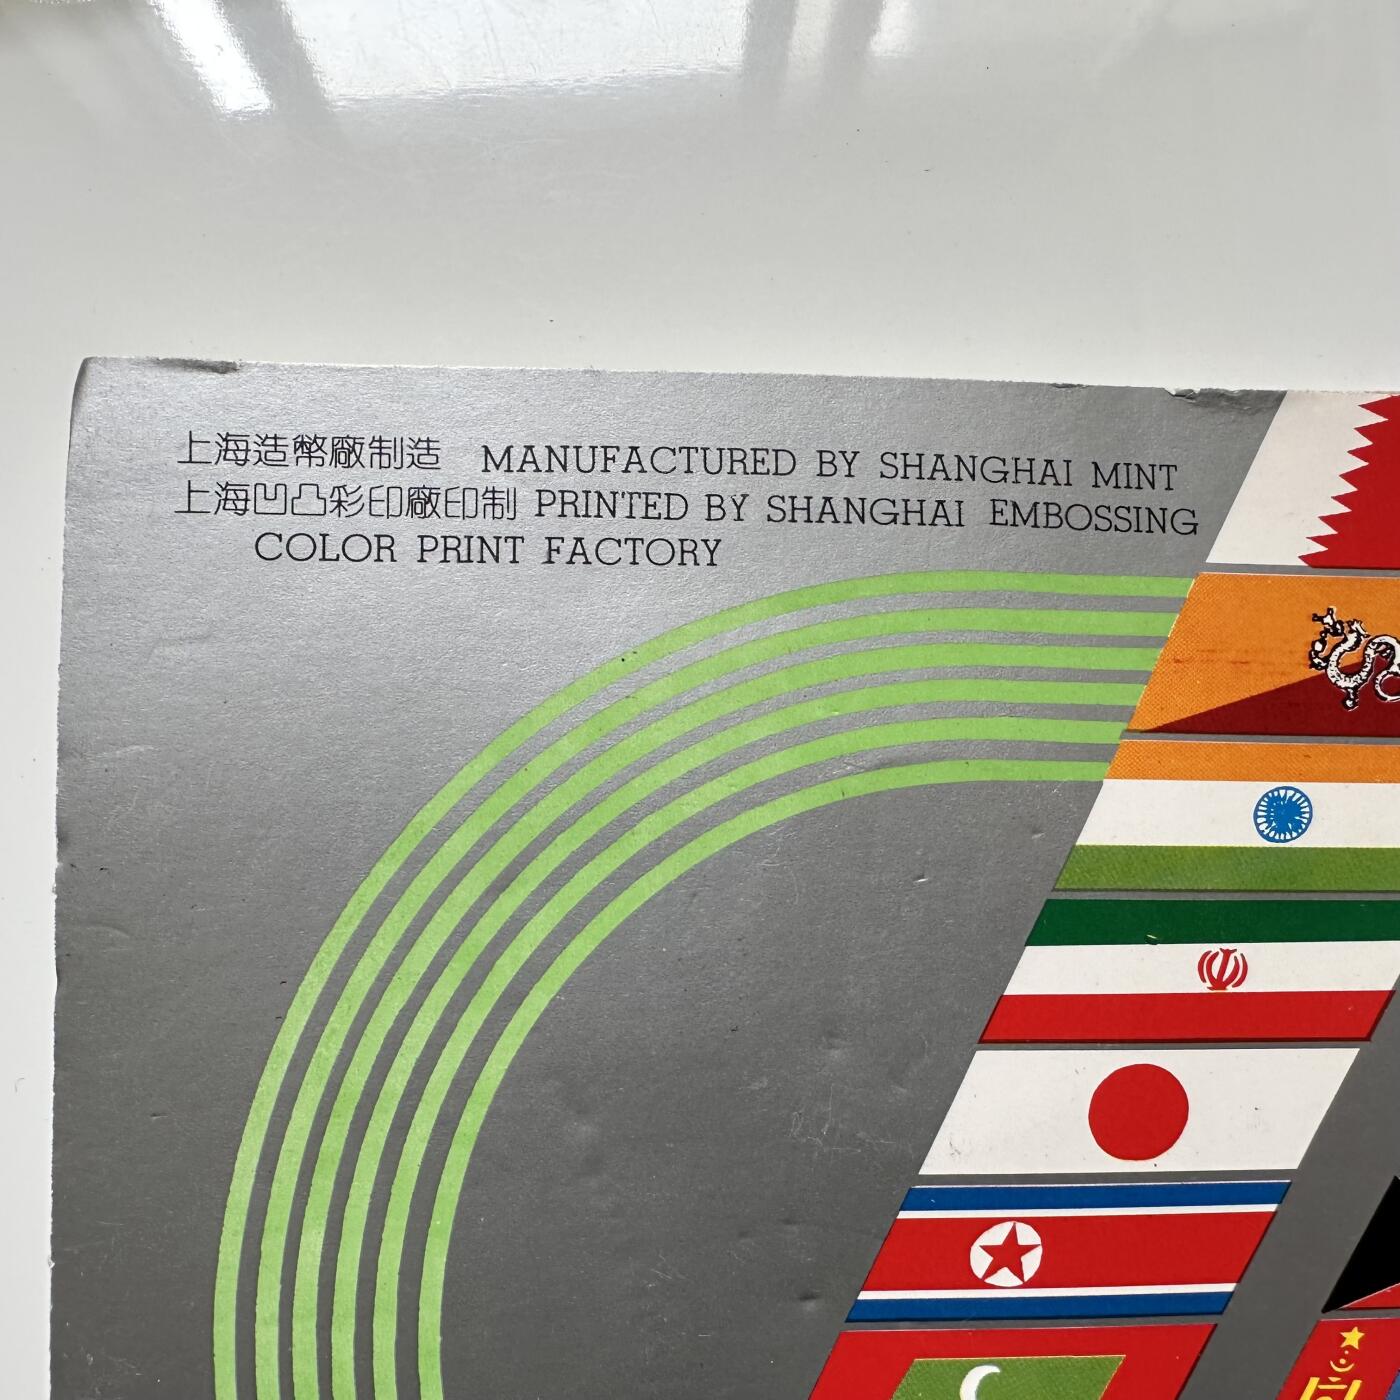 上海造幣廠制造 MANUFACTURED BY SHANGHAI MINT
上海凹凸彩印廠印制 PRINTED BY SHANGHAI EMBOSSING
COLOR PRINT FACTORY